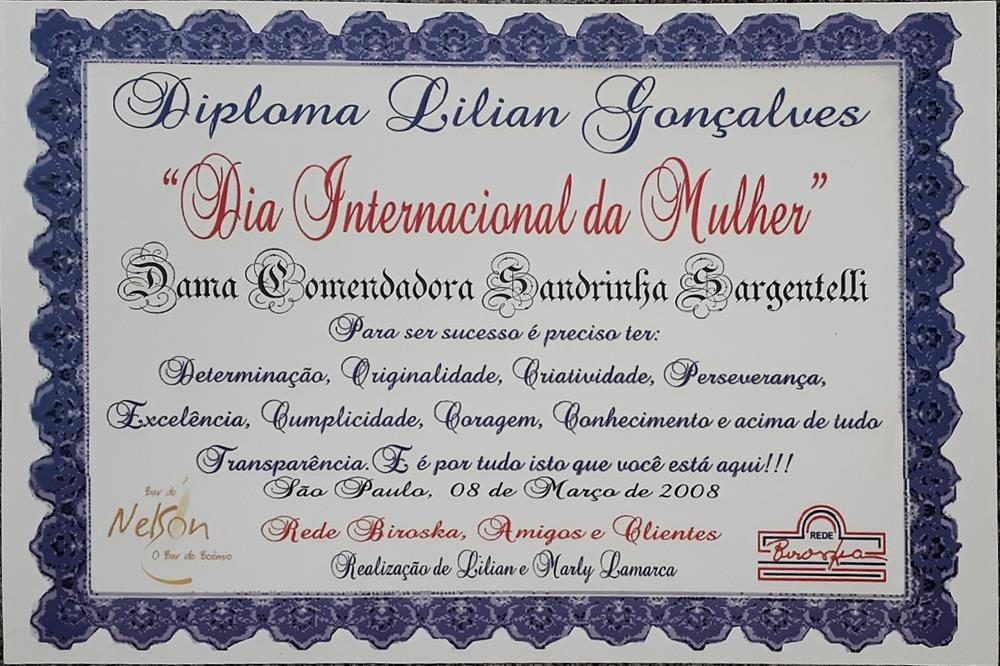 Diploma Lilian Gonçalves
“Dia Internacional da Mulher”
Dama Comendadora Sandrinha Sargentelli
Para ser sucesso é preciso ter:
Determinação, Originalidade, Criatividade, Perseverança,
Excelência, Cumplicidade, Coragem, Conhecimento e acima de tudo
Transparência. E é por tudo isto que você está aqui!!!
São Paulo, 08 de Março de 2008
Bar do
Nelson
O Bar do Boêmio
Rede Biroska, Amigos e Clientes
Realização de Lilian e Marly Lamarca
REDE
Biroska